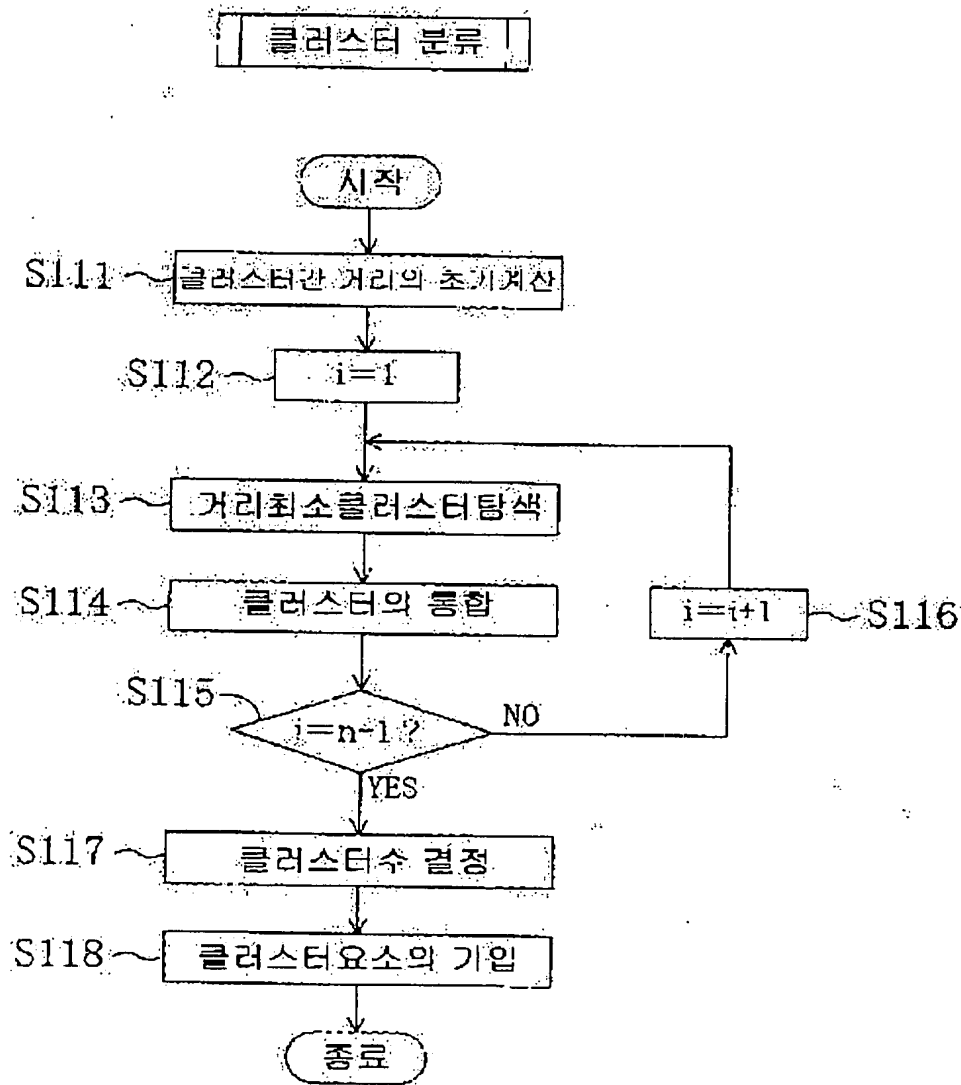 클러스터 분류
시작
S111 클러스터간 거리의 초기계산
S112 i=1
S113 거리최소클러스터탐색
S114 클러스터의 통합
i=i+1 S116
S115 i=n-1?
NO
YES
S117 클러스터수 결정
S118 클러스터요소의 기입
종료